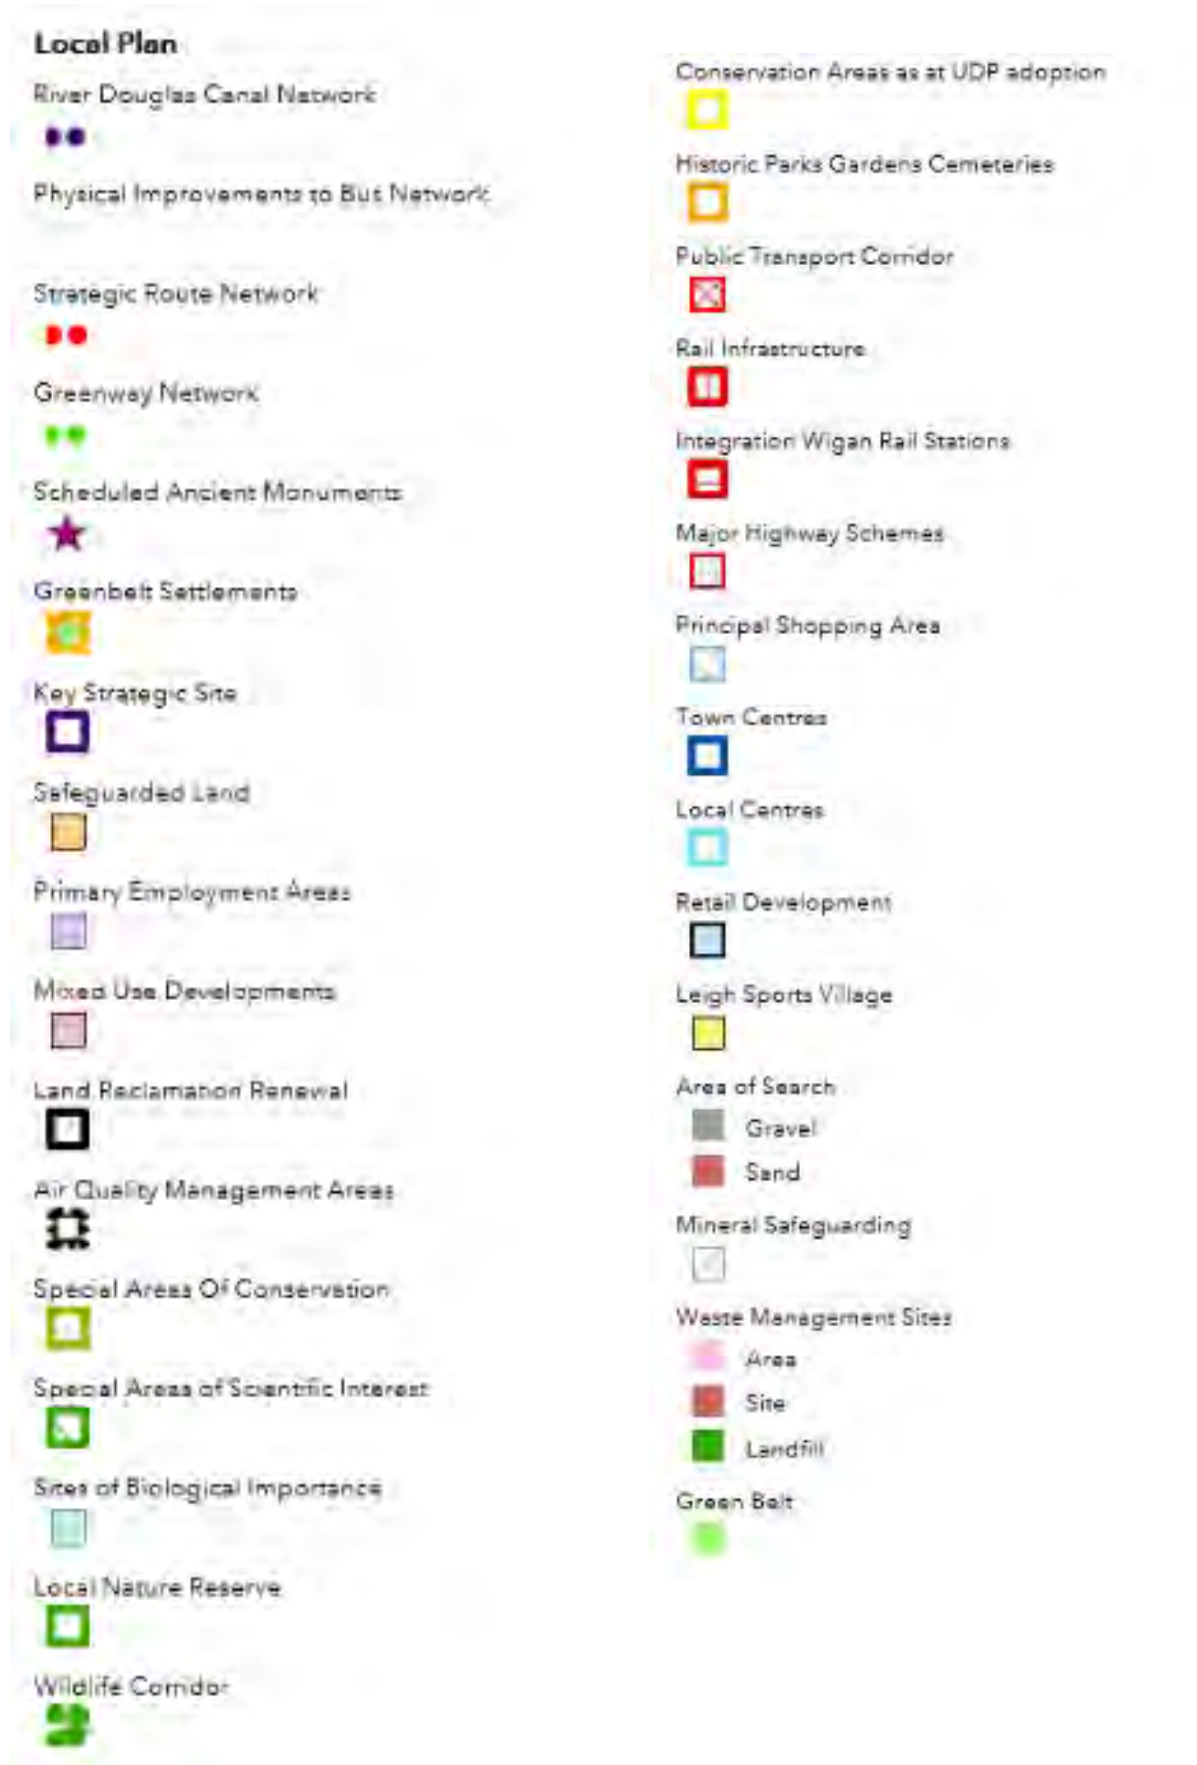 Local Plan
River Douglas Canal Network
Physical Improvements to Bus Network
Strategic Route Network
Greenway Network
Scheduled Ancient Monuments
Greenbelt Settlements
Key Strategic Site
Safeguarded Land
Primary Employment Areas
Mixed Use Developments
Land Reclamation Renewal
Air Quality Management Areas
Special Areas Of Conservation
Special Areas of Scientific Interest
Sites of Biological Importance
Local Nature Reserve
Wildlife Corridor
Conservation Areas as at UDP adoption
Historic Parks Gardens Cemeteries
Public Transport Corridor
Rail Infrastructure
Integration Wigan Rail Stations
Major Highway Schemes
Principal Shopping Area
Town Centres
Local Centres
Retail Development
Leigh Sports Village
Area of Search
Gravel
Sand
Mineral Safeguarding
Waste Management Sites
Area
Site
Landfill
Green Belt